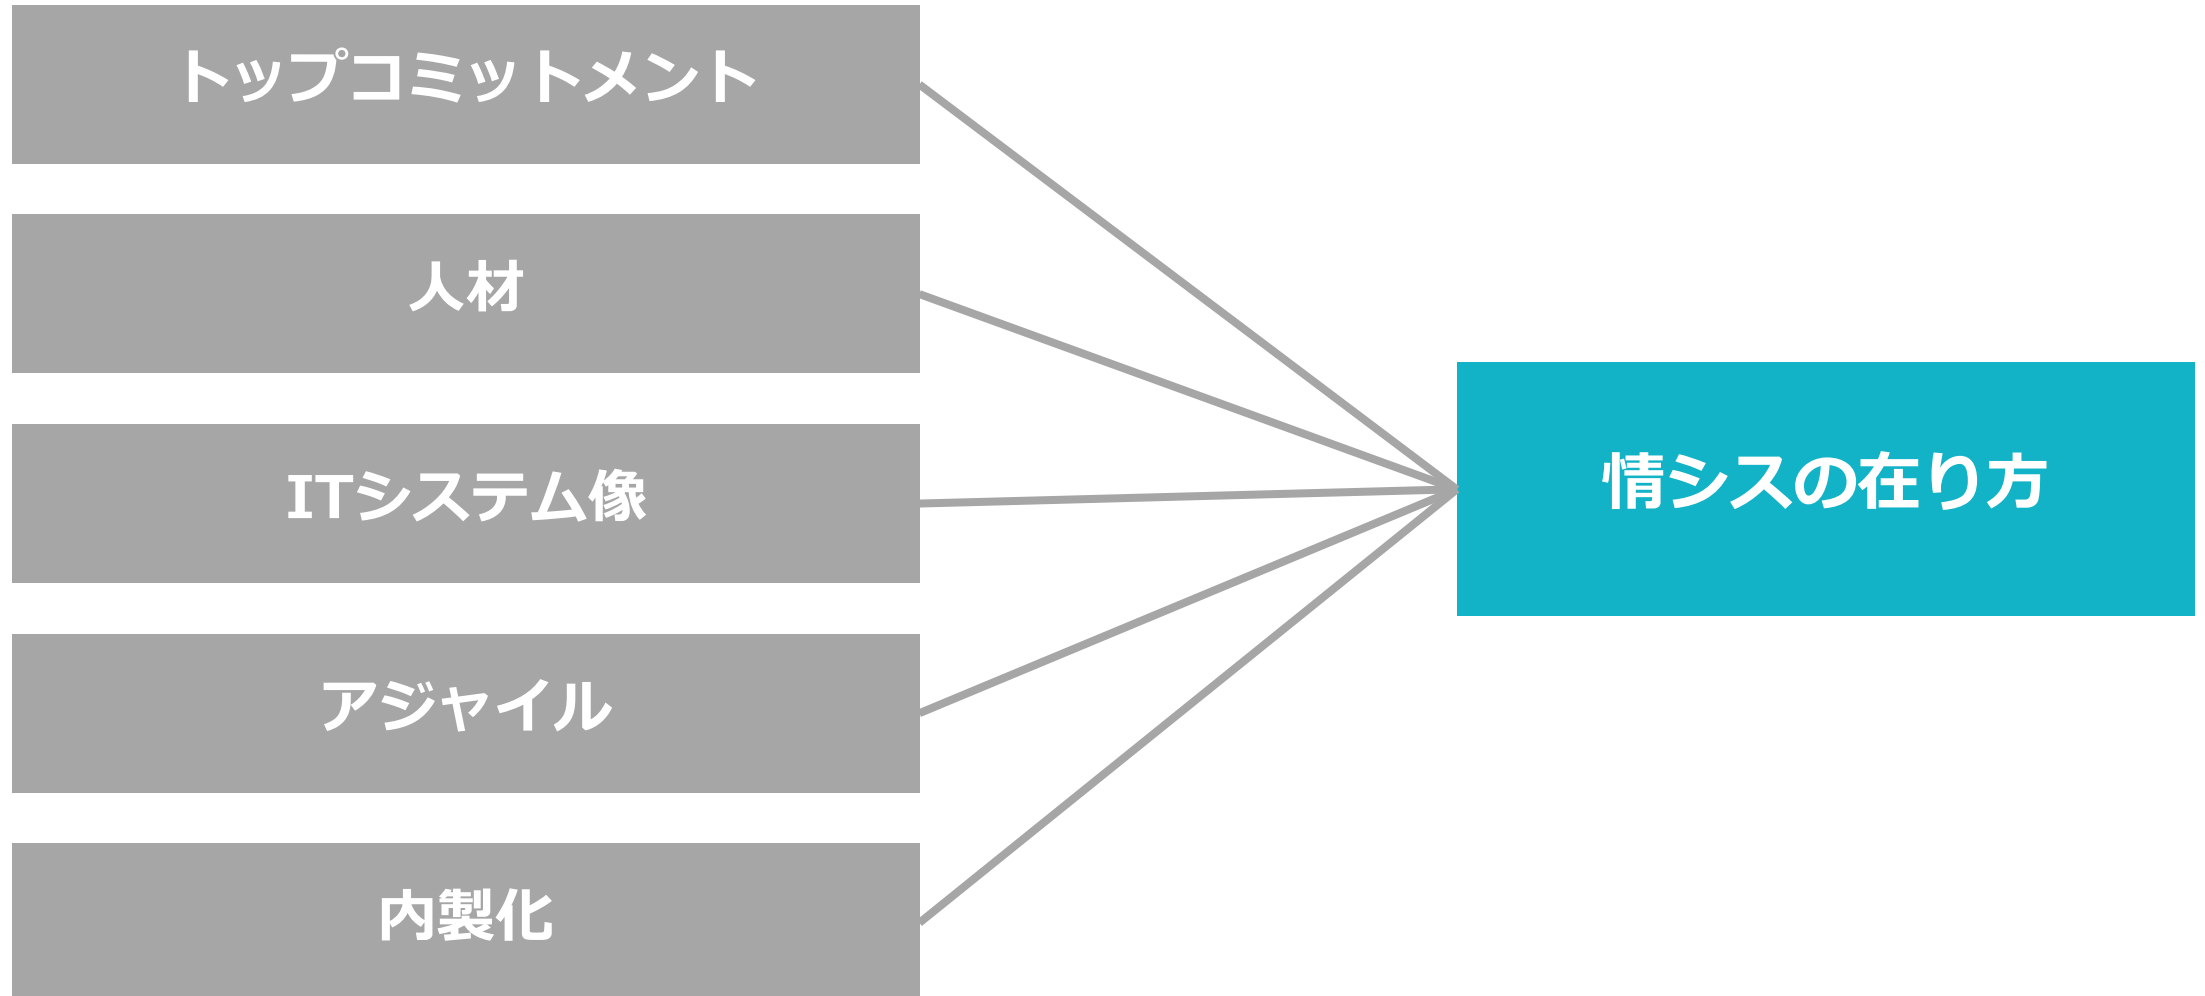 トップコミットメント
人材
ITシステム像
アジャイル
内製化
情シスの在り方